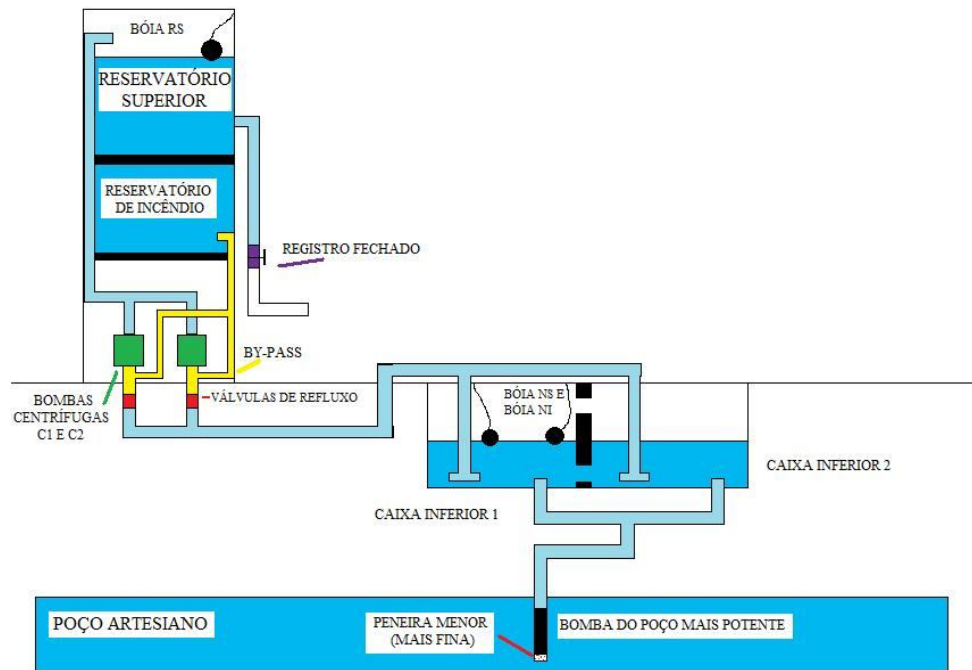 BÓIA RS
RESERVATÓRIO
SUPERIOR
RESERVATÓRIO
DE INCÊNDIO
REGISTRO FECHADO
BY-PASS
BOMBAS
CENTRÍFUGAS
C1 E C2
VÁLVULAS DE REFLUXO
BÓIA NS E
BÓIA NI
CAIXA INFERIOR 2
CAIXA INFERIOR 1
POÇO ARTESIANO
PENEIRA MENOR
(MAIS FINA)
BOMBA DO POÇO MAIS POTENTE